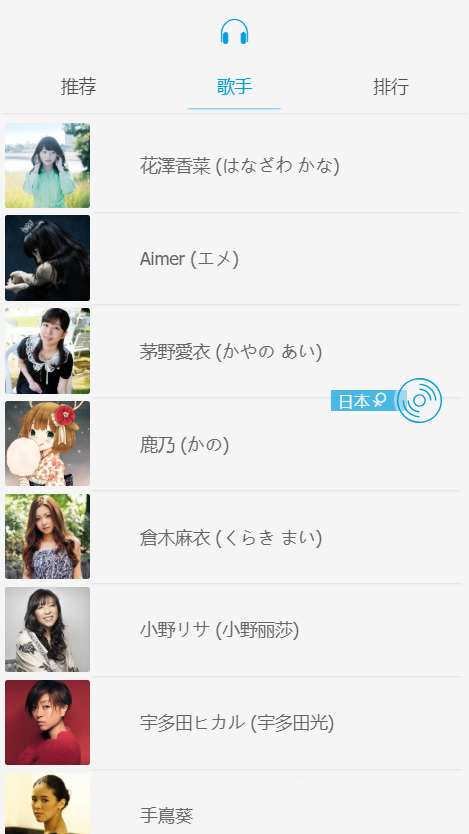 推荐
歌手
排行
花澤香菜 (はなざわ かな)
Aimer (エメ)
茅野愛衣 (かやの あい)
日本♀
鹿乃 (かの)
倉木麻衣 (くらき まい)
小野リサ (小野丽莎)
宇多田ヒカル (宇多田光)
手嶌葵